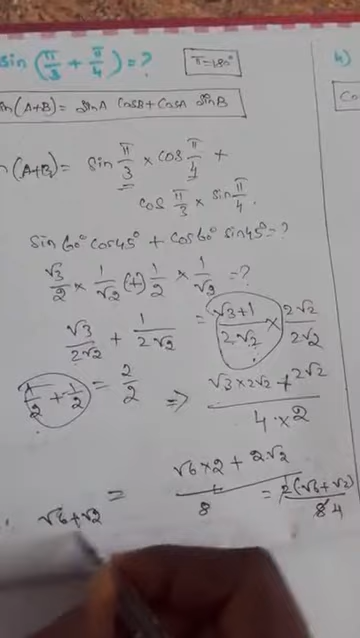 sin (π/3 + π/4) = ? π=180°
(A+B) = sinA cosB + cosA sinB
(A+B) = sin π/3 × cos π/4 +
cos π/3 × sin π/4.
sin 60° cos 45° + cos 60° sin 45° = ?
√3/2 × 1/√2 (+) 1/2 × 1/√2 = ?
√3/2√2 + 1/2√2 = √3+1/2√2 × 2√2/2√2
1/2 + 1/2 = 2/2 => √3×2√2 + 2√2/4×2
= √6×2 + 2√2/8 = 2(√6+√2)/8 4
√6+√2